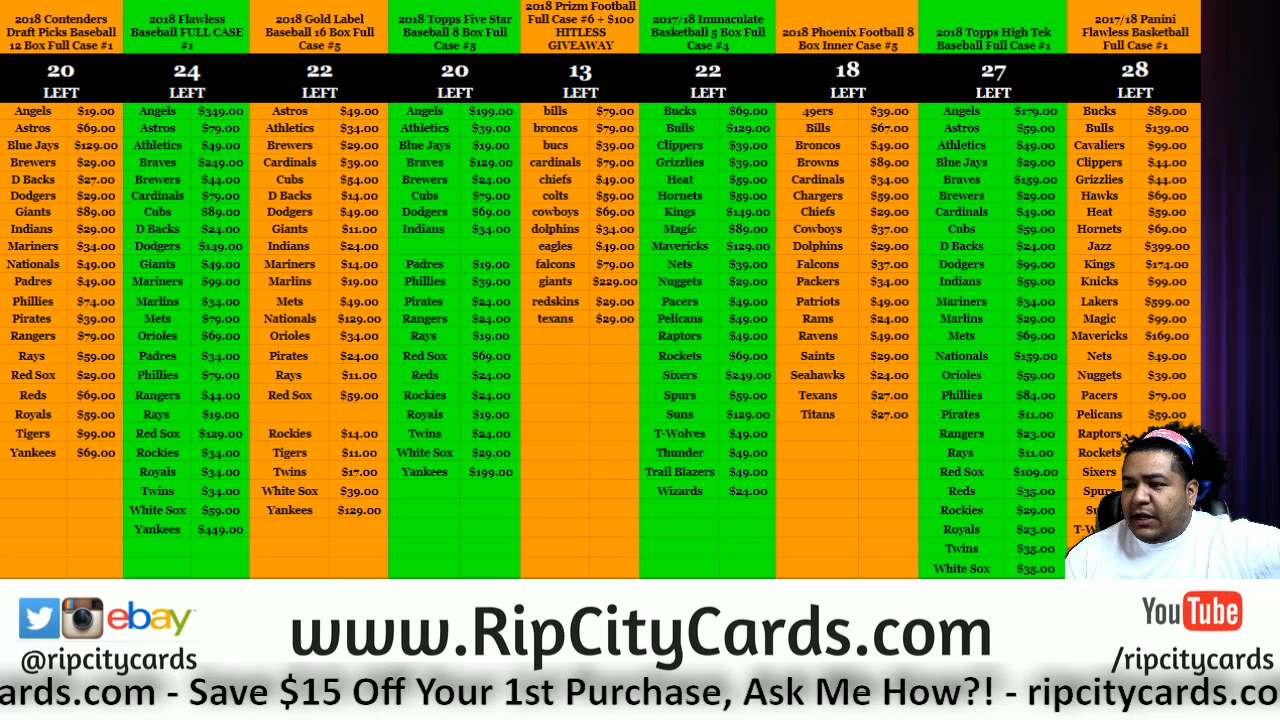 2018 Contenders
Draft Picks Baseball
12 Box Full Case #1
20
LEFT
Angels $19.00
Astros $69.00
Blue Jays $129.00
Brewers $29.00
D Backs $27.00
Dodgers $29.00
Giants $89.00
Indians $29.00
Mariners $34.00
Nationals $49.00
Padres $49.00
Phillies $74.00
Pirates $39.00
Rangers $79.00
Rays $59.00
Red Sox $29.00
Reds $69.00
Royals $59.00
Tigers $99.00
Yankees $69.00
2018 Flawless
Baseball FULL CASE
#1
24
LEFT
Angels $349.00
Astros $79.00
Athletics $49.00
Braves $249.00
Brewers $44.00
Cardinals $79.00
Cubs $89.00
D Backs $24.00
Dodgers $149.00
Giants $49.00
Mariners $99.00
Marlins $34.00
Mets $79.00
Orioles $69.00
Padres $34.00
Phillies $79.00
Rangers $44.00
Rays $19.00
Red Sox $129.00
Rockies $34.00
Royals $34.00
Twins $34.00
White Sox $59.00
Yankees $449.00
2018 Gold Label
Baseball 16 Box Full
Case #5
22
LEFT
Astros $49.00
Athletics $34.00
Brewers $29.00
Cardinals $39.00
Cubs $54.00
D Backs $14.00
Dodgers $49.00
Giants $11.00
Indians $24.00
Mariners $14.00
Marlins $19.00
Mets $49.00
Nationals $129.00
Orioles $34.00
Pirates $24.00
Rays $11.00
Red Sox $59.00
Rockies $14.00
Tigers $11.00
Twins $17.00
White Sox $39.00
Yankees $129.00
2018 Topps Five Star
Baseball 8 Box Full
Case #5
20
LEFT
Angels $199.00
Athletics $39.00
Blue Jays $19.00
Braves $129.00
Brewers $24.00
Cubs $79.00
Dodgers $69.00
Indians $34.00
Padres $19.00
Phillies $39.00
Pirates $24.00
Rangers $24.00
Rays $19.00
Red Sox $69.00
Reds $24.00
Rockies $24.00
Royals $19.00
Twins $24.00
White Sox $29.00
Yankees $199.00
2018 Prizm Football
Full Case #6 + $100
HITLESS
GIVEAWAY
13
LEFT
bills $79.00
broncos $79.00
bucs $39.00
cardinals $79.00
chiefs $49.00
colts $59.00
cowboys $69.00
dolphins $34.00
eagles $49.00
falcons $79.00
giants $229.00
redskins $29.00
texans $29.00
2017/18 Immaculate
Basketball 5 Box Full
Case #4
22
LEFT
Bucks $69.00
Bulls $129.00
Clippers $39.00
Grizzlies $39.00
Heat $59.00
Hornets $59.00
Kings $149.00
Magic $89.00
Mavericks $129.00
Nets $39.00
Nuggets $29.00
Pacers $49.00
Pelicans $49.00
Raptors $49.00
Rockets $69.00
Sixers $249.00
Spurs $59.00
Suns $129.00
T-Wolves $49.00
Thunder $49.00
Trail Blazers $49.00
Wizards $24.00
2018 Phoenix Football 8
Box Inner Case #5
18
LEFT
49ers $39.00
Bills $67.00
Broncos $49.00
Browns $89.00
Cardinals $34.00
Chargers $59.00
Chiefs $29.00
Cowboys $37.00
Dolphins $29.00
Falcons $37.00
Packers $34.00
Patriots $49.00
Rams $24.00
Ravens $49.00
Saints $29.00
Seahawks $24.00
Texans $27.00
Titans $27.00
2018 Topps High Tek
Baseball Full Case #1
27
LEFT
Angels $179.00
Astros $59.00
Athletics $49.00
Blue Jays $29.00
Braves $159.00
Brewers $29.00
Cardinals $49.00
Cubs $59.00
D Backs $24.00
Dodgers $99.00
Indians $59.00
Mariners $34.00
Marlins $29.00
Mets $69.00
Nationals $159.00
Orioles $59.00
Phillies $84.00
Pirates $11.00
Rangers $23.00
Rays $11.00
Red Sox $109.00
Reds $35.00
Rockies $29.00
Royals $23.00
Twins $35.00
White Sox $35.00
2017/18 Panini
Flawless Basketball
Full Case #1
28
LEFT
Bucks $89.00
Bulls $139.00
Cavaliers $99.00
Clippers $44.00
Grizzlies $44.00
Hawks $69.00
Heat $59.00
Hornets $69.00
Jazz $399.00
Kings $174.00
Knicks $99.00
Lakers $599.00
Magic $99.00
Mavericks $169.00
Nets $49.00
Nuggets $39.00
Pacers $79.00
Pelicans $59.00
Raptors
Rockets
Sixers
Spurs
Su
T-W
ebay
@ripcitycards
www.RipCityCards.com
YouTube
/ripcitycards
ards.com - Save $15 Off Your 1st Purchase, Ask Me How?! - ripcitycards.co